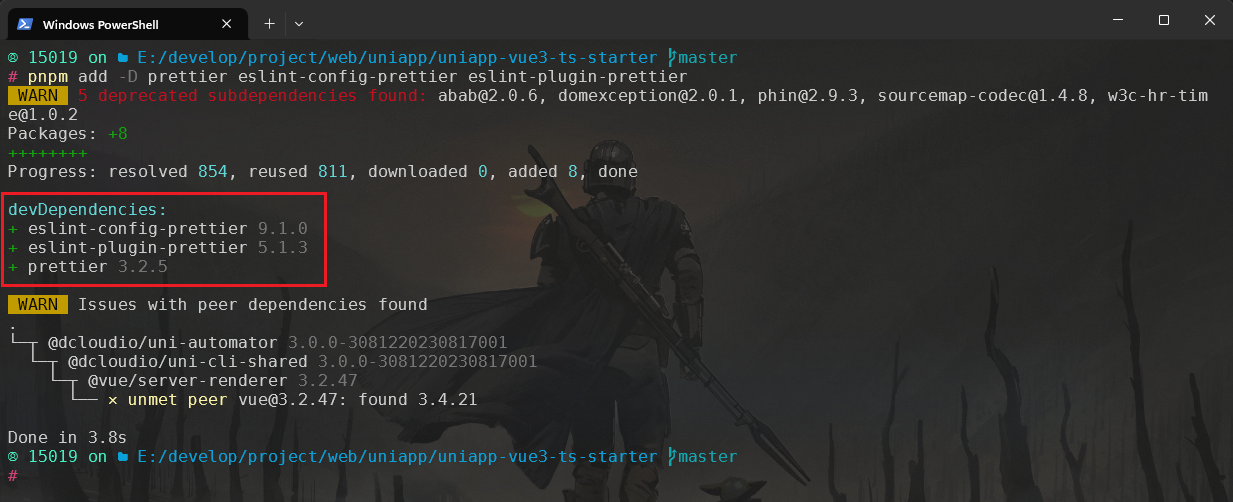 Windows PowerShell
15019 on E:/develop/project/web/uniapp/uniapp-vue3-ts-starter master
# pnpm add -D prettier eslint-config-prettier eslint-plugin-prettier
WARN 5 deprecated subdependencies found: abab@2.0.6, domexception@2.0.1, phin@2.9.3, sourcemap-codec@1.4.8, w3c-hr-tim
e@1.0.2
Packages: +8
++++++++
Progress: resolved 854, reused 811, downloaded 0, added 8, done
devDependencies:
+ eslint-config-prettier 9.1.0
+ eslint-plugin-prettier 5.1.3
+ prettier 3.2.5
WARN Issues with peer dependencies found
.
└─┬ @dcloudio/uni-automator 3.0.0-3081220230817001
  └─┬ @dcloudio/uni-cli-shared 3.0.0-3081220230817001
    └─┬ @vue/server-renderer 3.2.47
      └── ✕ unmet peer vue@3.2.47: found 3.4.21
Done in 3.8s
15019 on E:/develop/project/web/uniapp/uniapp-vue3-ts-starter master
#